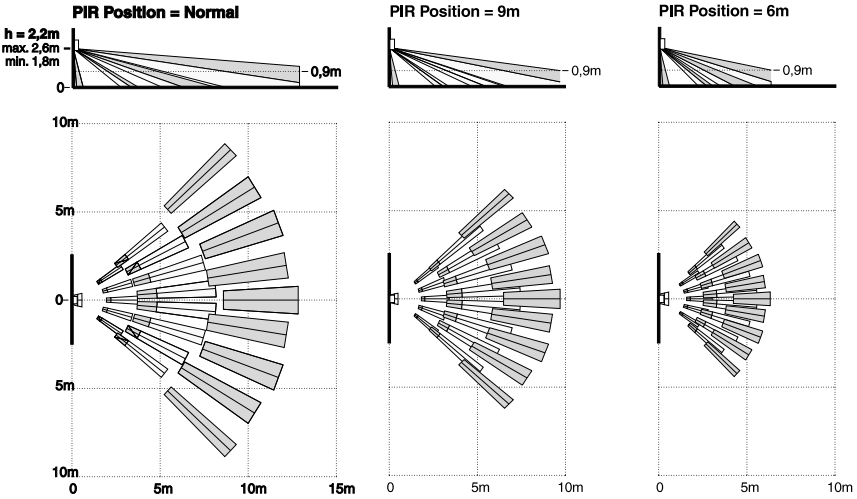 PIR Position = Normal
PIR Position = 9m
PIR Position = 6m
h = 2,2m
max. 2,6m
min. 1,8m
0
0,9m
0,9m
0,9m
10m
5m
0
5m
10m
0
5m
10m
15m
0
5m
10m
0
5m
10m